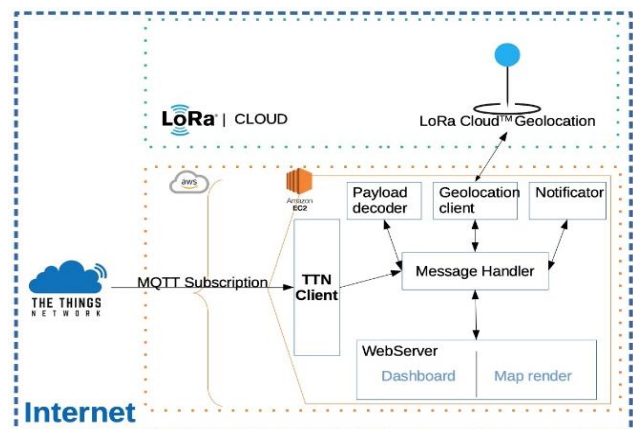 LoRa® | CLOUD
LoRa Cloud™ Geolocation
aws
Amazon
EC2
Payload
decoder
Geolocation
client
Notificator
MQTT Subscription
TTN
Client
Message Handler
THE THINGS
NETWORK
WebServer
Dashboard
Map render
Internet